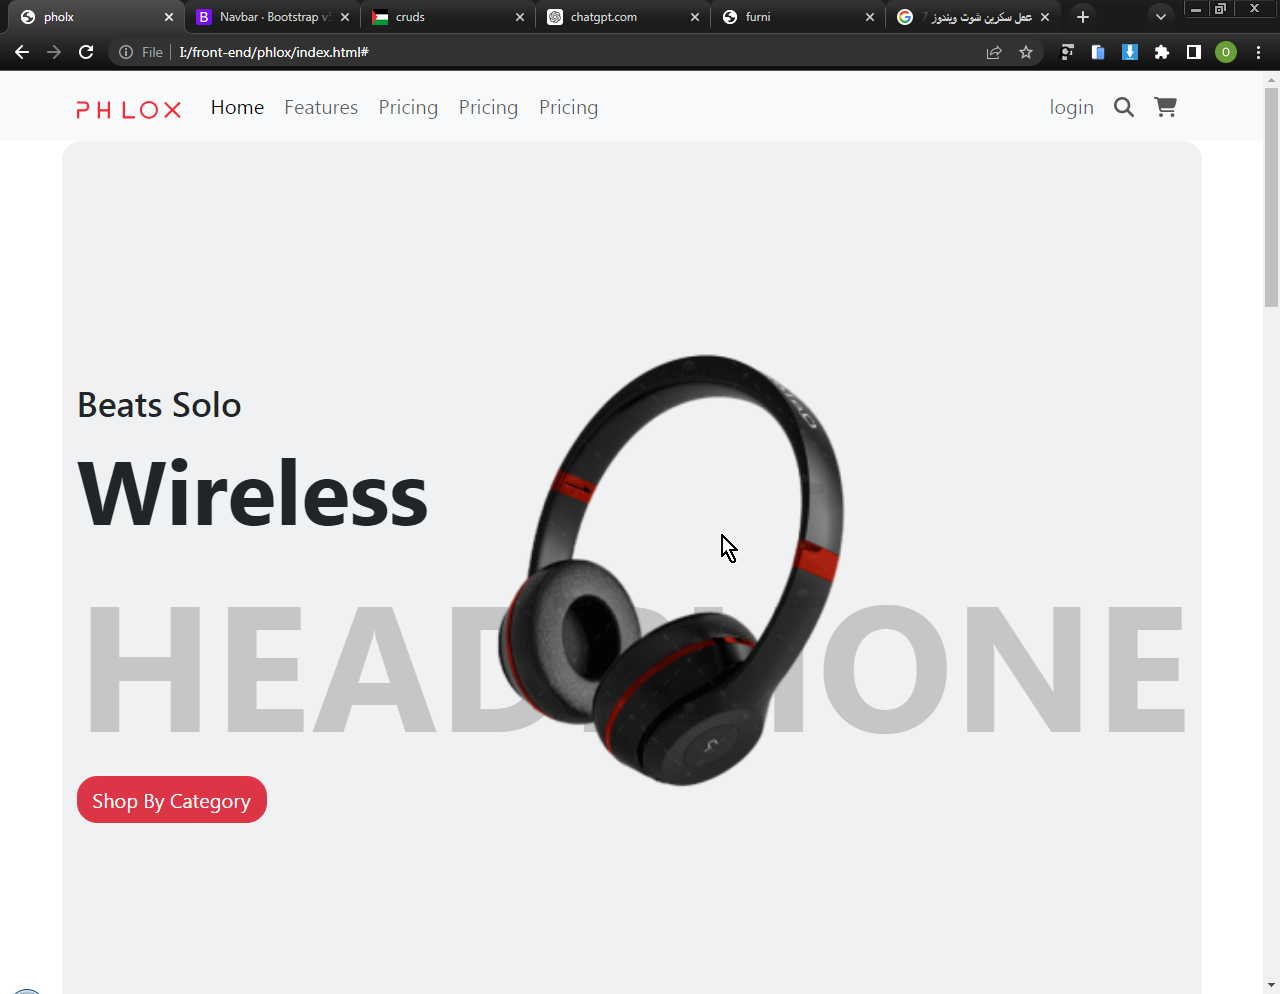 pholx
Navbar · Bootstrap v5
cruds
chatgpt.com
furni
عمل سكرين شوت ويندوز 7
File
I:/front-end/phlox/index.html#
O
PHLOX
Home
Features
Pricing
Pricing
Pricing
login
Beats Solo
Wireless
HEADPHONE
Shop By Category